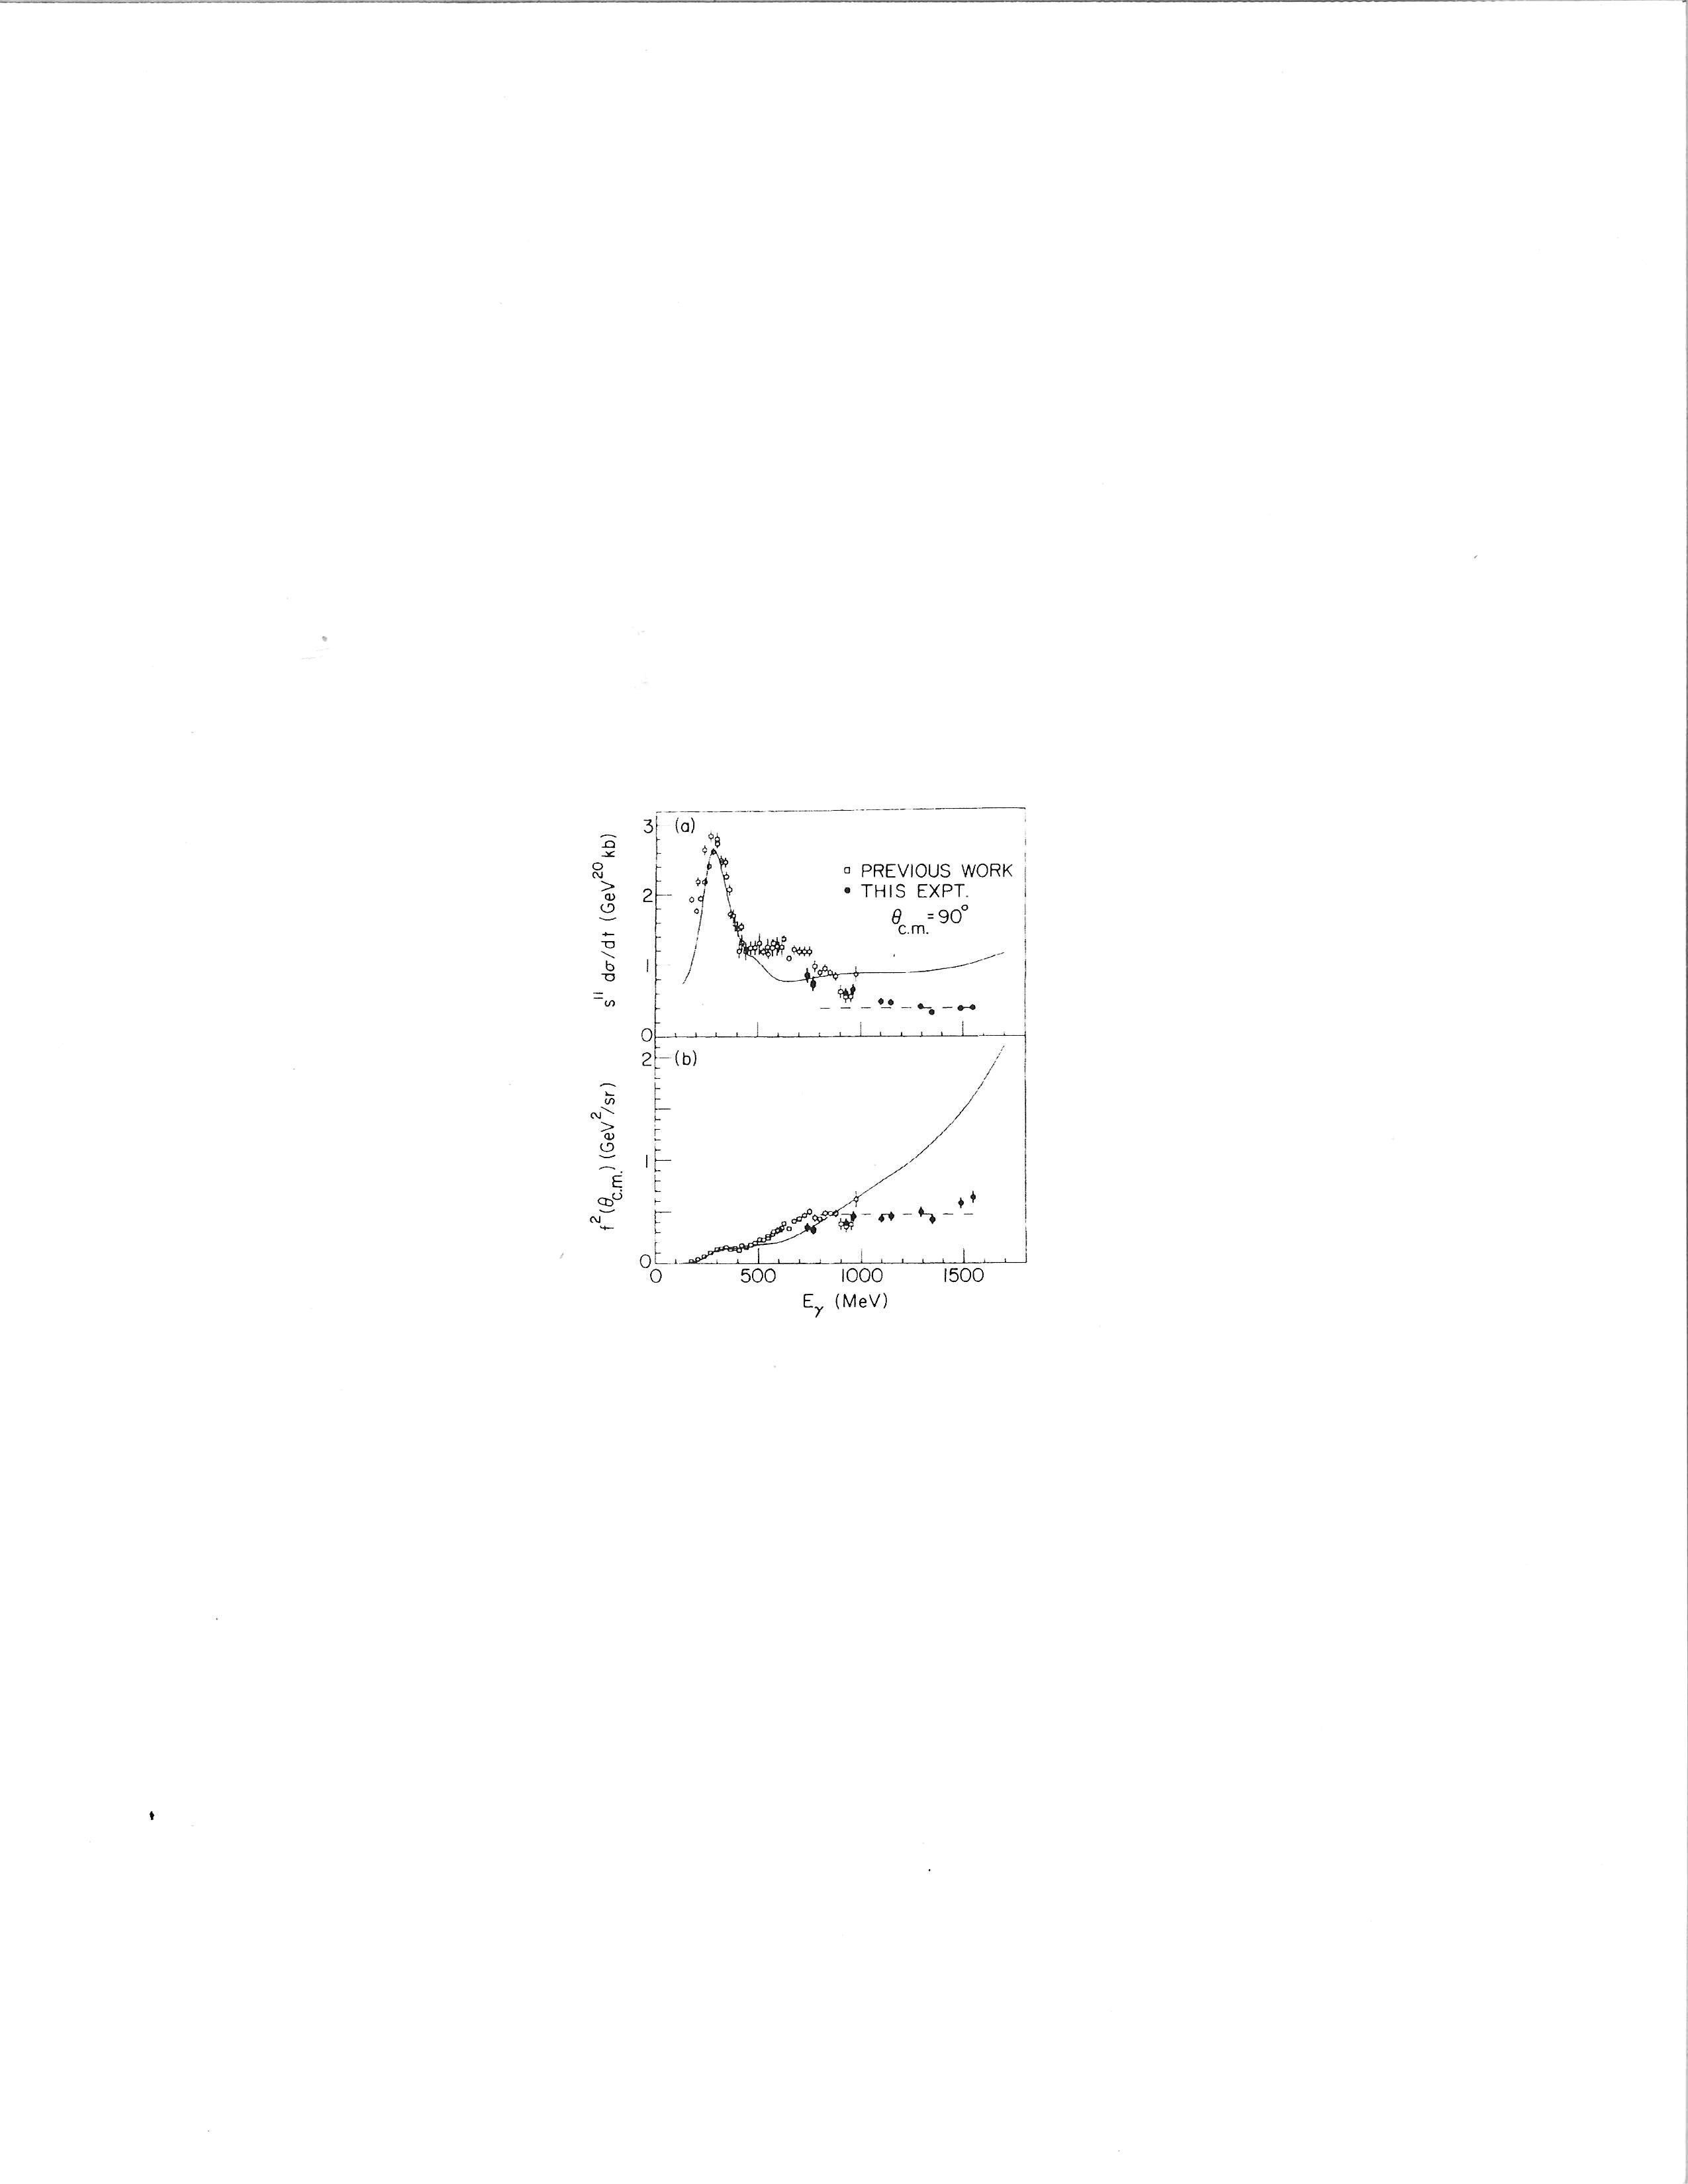 3 (a)
s¹¹ dσ/dt (GeV²⁰ kb)
2
1
0
□ PREVIOUS WORK
● THIS EXPT.
θc.m. = 90°
2 (b)
f²(θc.m.) (GeV²/sr)
1
0
0 500 1000 1500
Eγ (MeV)